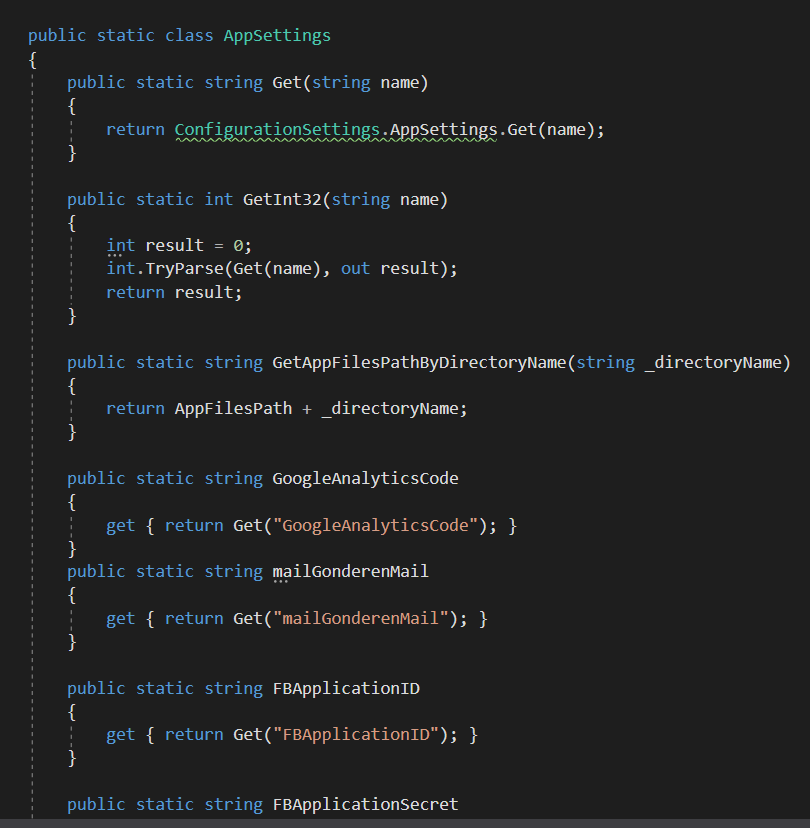 public static class AppSettings
{
public static string Get(string name)
{
return ConfigurationSettings.AppSettings.Get(name);
}
public static int GetInt32(string name)
{
int result = 0;
int.TryParse(Get(name), out result);
return result;
}
public static string GetAppFilesPathByDirectoryName(string _directoryName)
{
return AppFilesPath + _directoryName;
}
public static string GoogleAnalyticsCode
{
get { return Get("GoogleAnalyticsCode"); }
}
public static string mailGonderenMail
{
get { return Get("mailGonderenMail"); }
}
public static string FBApplicationID
{
get { return Get("FBApplicationID"); }
}
public static string FBApplicationSecret